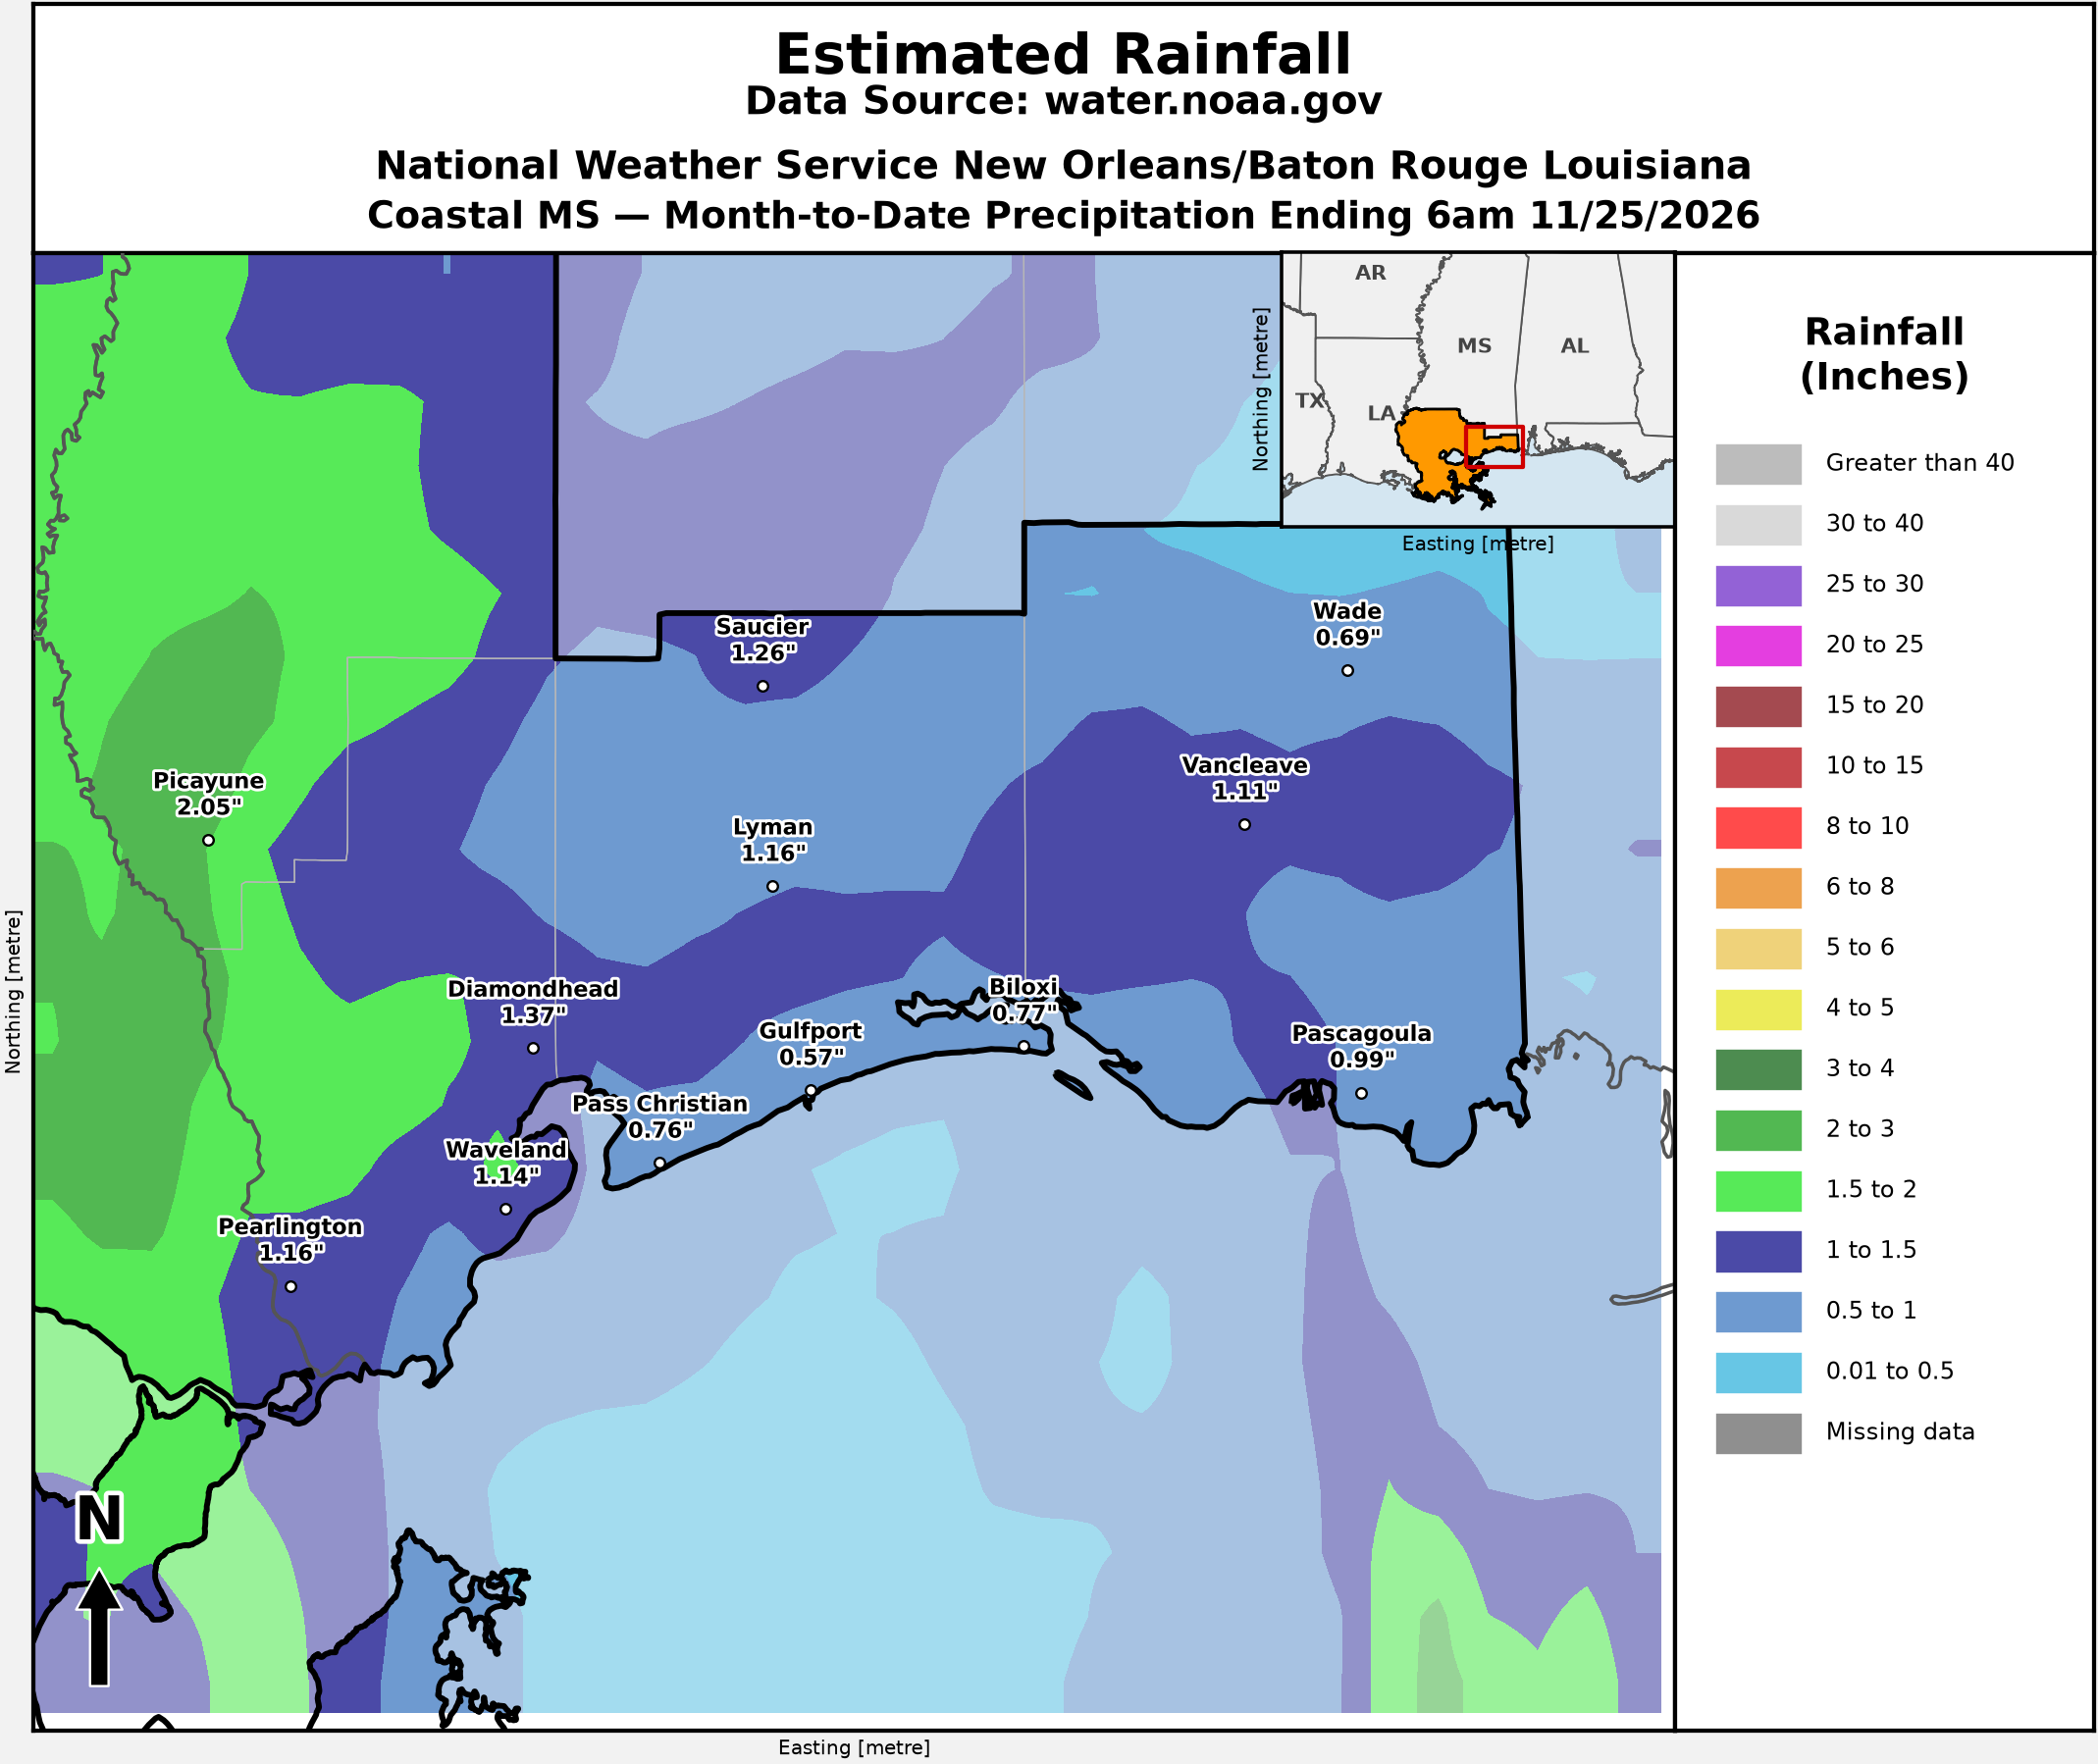 Estimated Rainfall
Data Source: water.noaa.gov
National Weather Service New Orleans/Baton Rouge Louisiana
Coastal MS — Month-to-Date Precipitation Ending 6am 11/25/2026
AR
MS
AL
TX
LA
Northing [metre]
Easting [metre]
Rainfall
(Inches)
Greater than 40
30 to 40
25 to 30
20 to 25
15 to 20
10 to 15
8 to 10
6 to 8
5 to 6
4 to 5
3 to 4
2 to 3
1.5 to 2
1 to 1.5
0.5 to 1
0.01 to 0.5
Missing data
Saucier
1.26"
Wade
0.69"
Picayune
2.05"
Vancleave
1.11"
Lyman
1.16"
Diamondhead
1.37"
Biloxi
0.77"
Gulfport
0.57"
Pascagoula
0.99"
Pass Christian
0.76"
Waveland
1.14"
Pearlington
1.16"
N
Northing [metre]
Easting [metre]